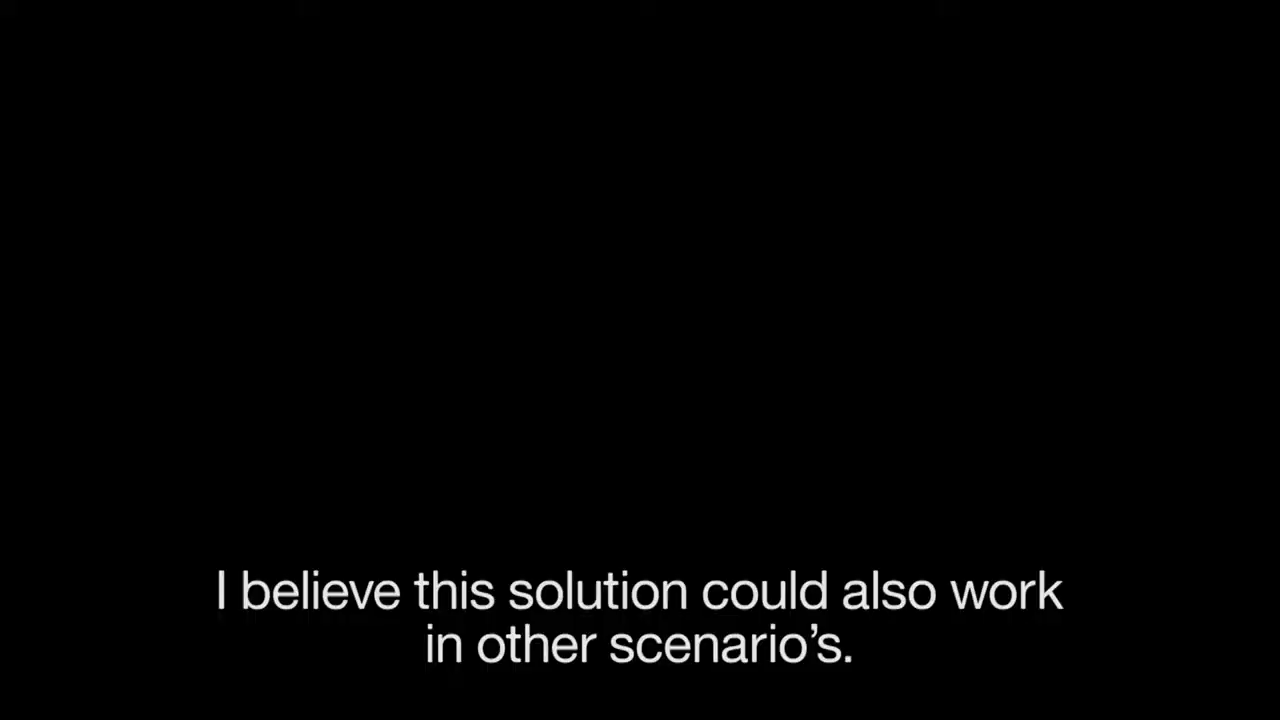 I believe this solution could also work
in other scenario’s.